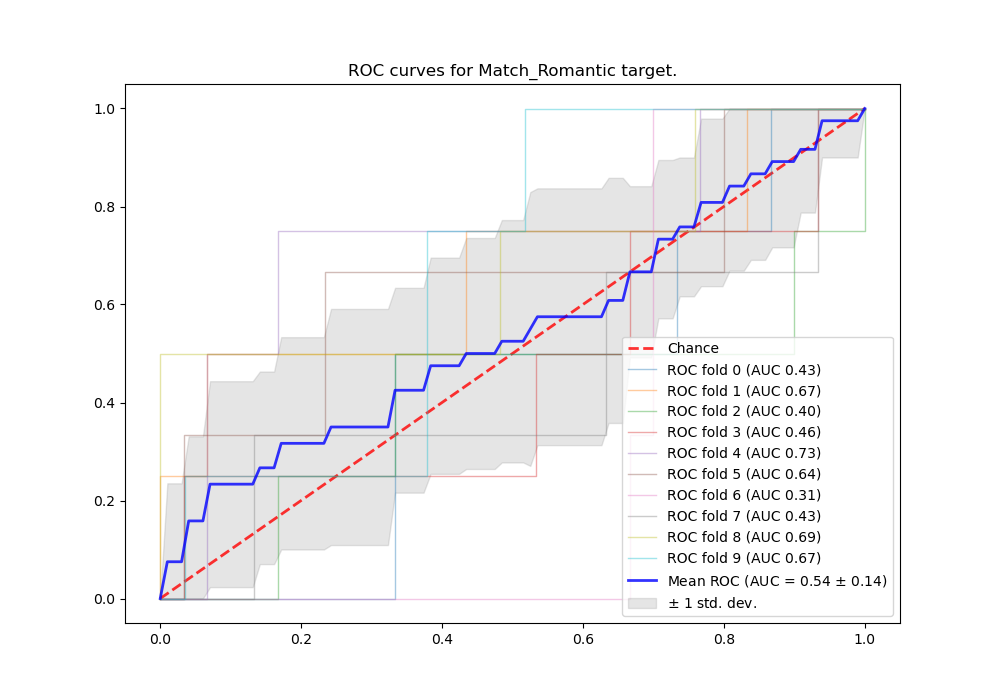 ROC curves for Match_Romantic target.
1.0
0.8
0.6
0.4
0.2
0.0
0.0 0.2 0.4 0.6 0.8 1.0
Chance
ROC fold 0 (AUC 0.43)
ROC fold 1 (AUC 0.67)
ROC fold 2 (AUC 0.40)
ROC fold 3 (AUC 0.46)
ROC fold 4 (AUC 0.73)
ROC fold 5 (AUC 0.64)
ROC fold 6 (AUC 0.31)
ROC fold 7 (AUC 0.43)
ROC fold 8 (AUC 0.69)
ROC fold 9 (AUC 0.67)
Mean ROC (AUC = 0.54 ± 0.14)
± 1 std. dev.